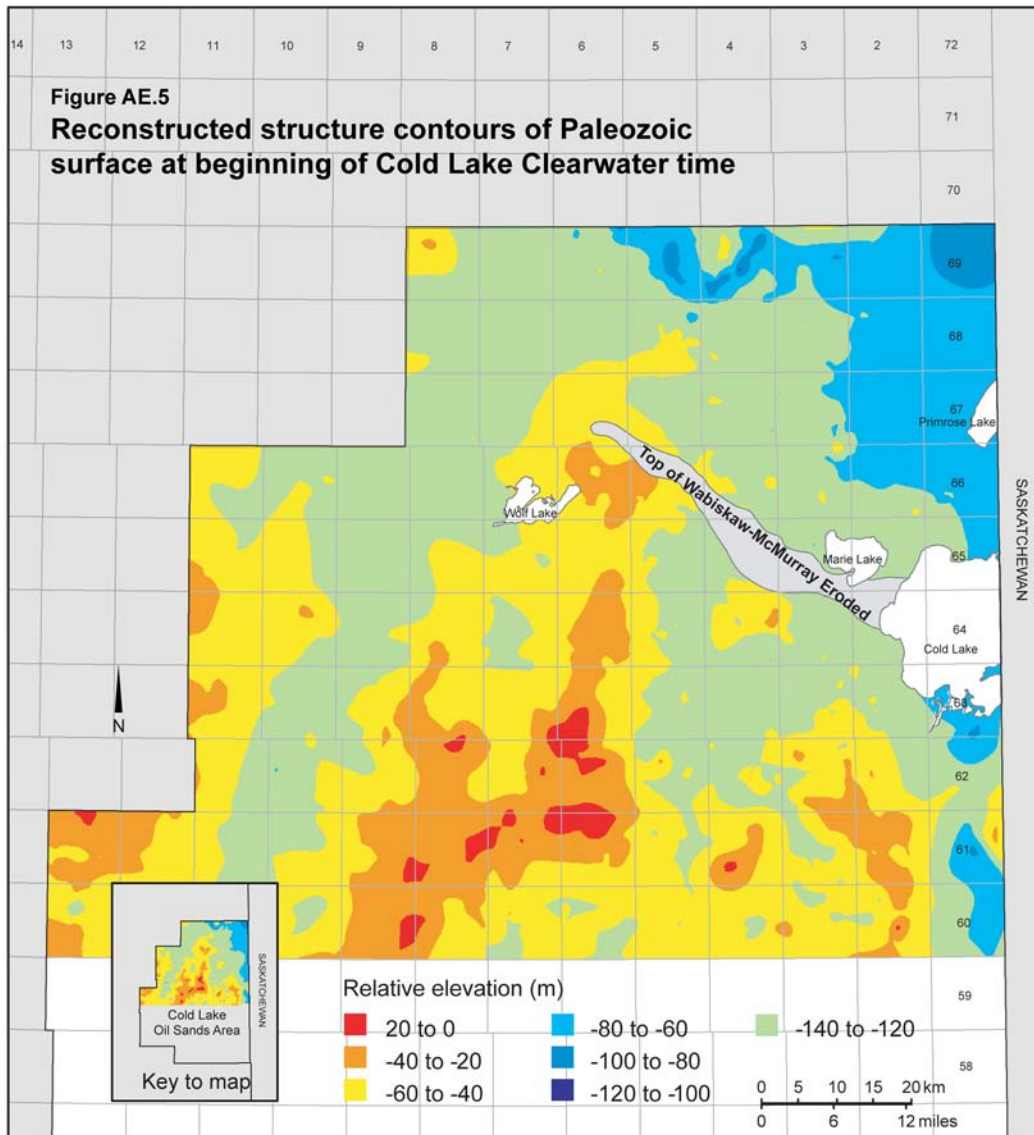 14 13 12 11 10 9 8 7 6 5 4 3 2 72
Figure AE.5
Reconstructed structure contours of Paleozoic
surface at beginning of Cold Lake Clearwater time
71
70
69
68
67
Primrose Lake
66
Wolf Lake
Top of Wabiskaw-McMurray Eroded
Marie Lake
65
64
Cold Lake
63
62
61
60
59
58
SASKATCHEWAN
N
SASKATCHEWAN
Cold Lake
Oil Sands Area
Key to map
Relative elevation (m)
20 to 0
-40 to -20
-60 to -40
-80 to -60
-100 to -80
-120 to -100
-140 to -120
0 5 10 15 20 km
0 6 12 miles